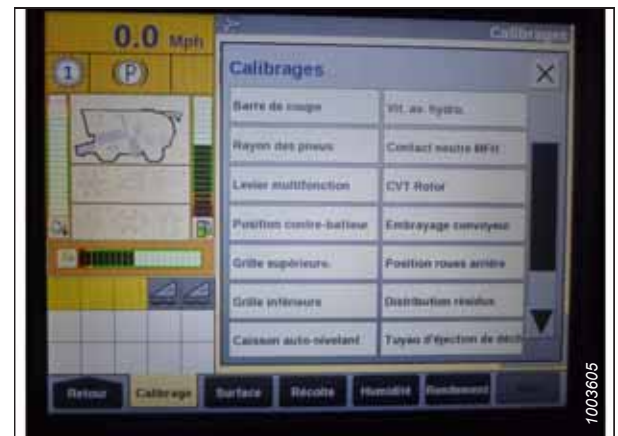 0.0 Mph
Calibrages
1
P
Calibrages
Barre de coupe
Vit. av. hydro.
Rayon des pneus
Contact neutre MFH
Levier multifonction
CVT Rotor
Position contre-batteur
Embrayage convoyeur
Grille supérieure.
Position roues arrière
Grille inférieure
Distribution résidus
Caisson auto-nivelant
Tuyau d'éjection de déch
Retour
Calibrage
Surface
Récolte
Humidité
Rendement
1003605